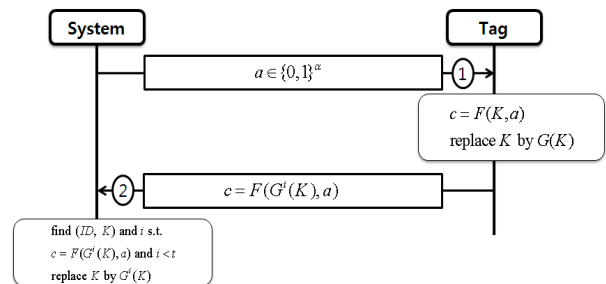 System
Tag
a ∈ {0,1}^α
1
c = F(K,a)
replace K by G(K)
2
c = F(G^i(K), a)
find (ID, K) and i s.t.
c = F(G^i(K), a) and i < t
replace K by G^i(K)